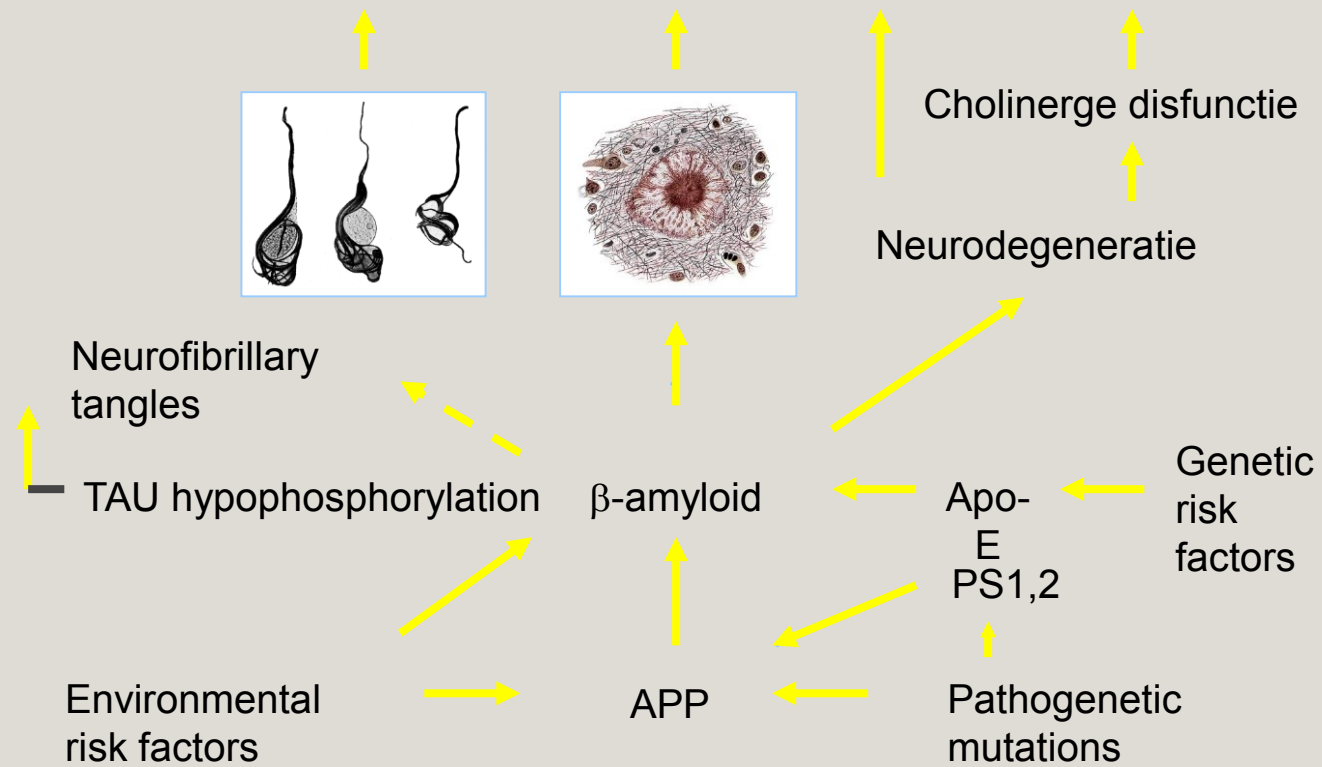 Cholinerge disfunctie
Neurodegeneratie
Neurofibrillary
tangles
TAU hypophosphorylation
β-amyloid
Apo-
E
PS1,2
Genetic
risk
factors
Environmental
risk factors
APP
Pathogenetic
mutations